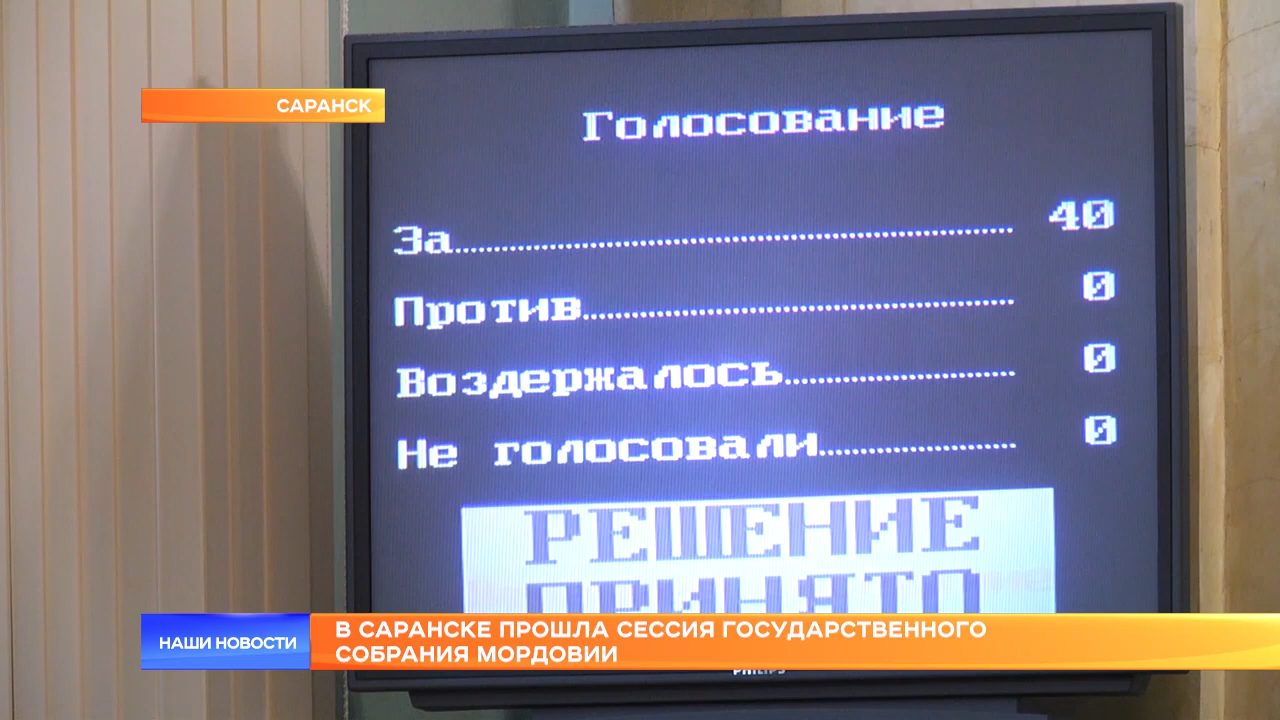 САРАНСК
Голосование
За........................................................ 40
Против........................................... 0
Воздержалось....................... 0
Не голосовали.................... 0
РЕШЕНИЕ
ПРИНЯТО
НАШИ НОВОСТИ
В САРАНСКЕ ПРОШЛА СЕССИЯ ГОСУДАРСТВЕННОГО
СОБРАНИЯ МОРДОВИИ
PHILIPS